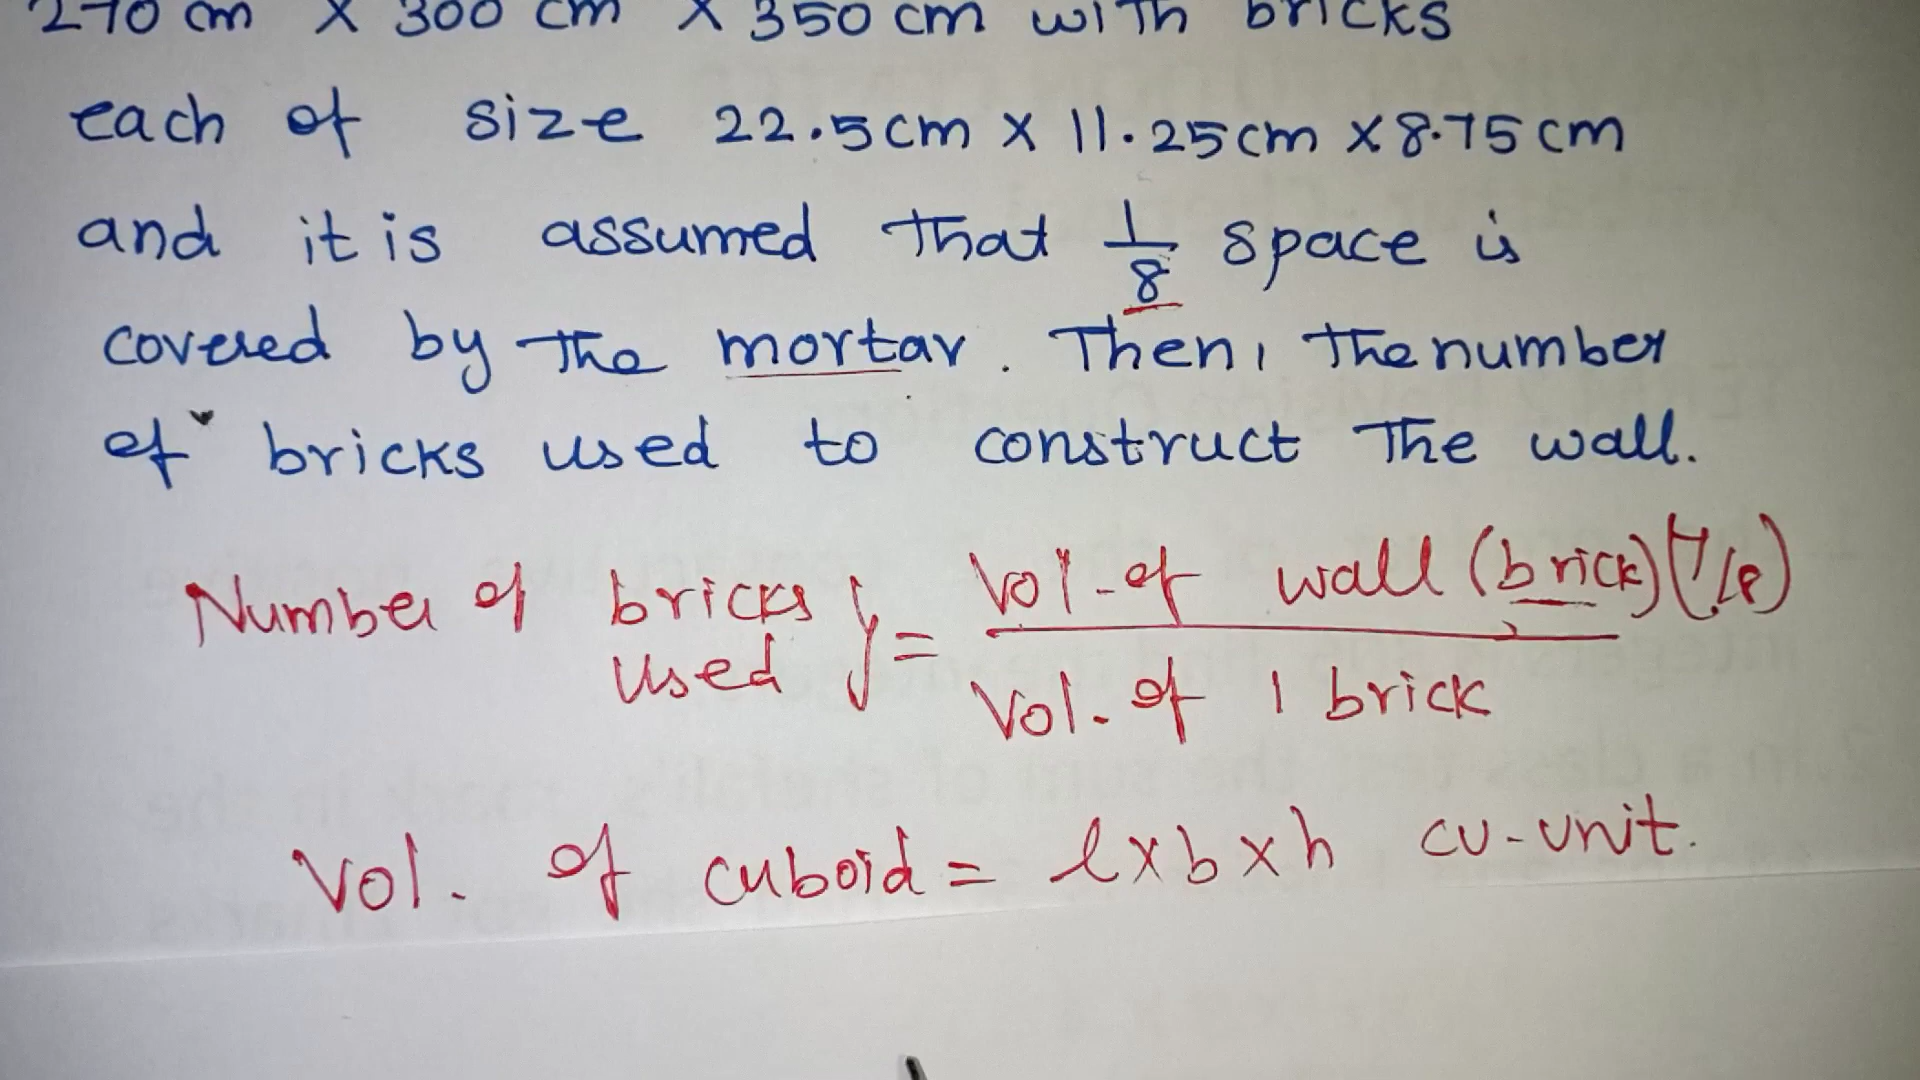 270 cm X 300 cm X 350 cm with bricks
each of size 22.5cm X 11.25cm X 8.75 cm
and it is assumed that 1/8 space is
covered by the mortar. Then, the number
of bricks used to construct the wall.
Number of bricks used } = Vol. of wall (brick) (7/8) / Vol. of 1 brick
Vol. of cuboid = l x b x h cu-unit.